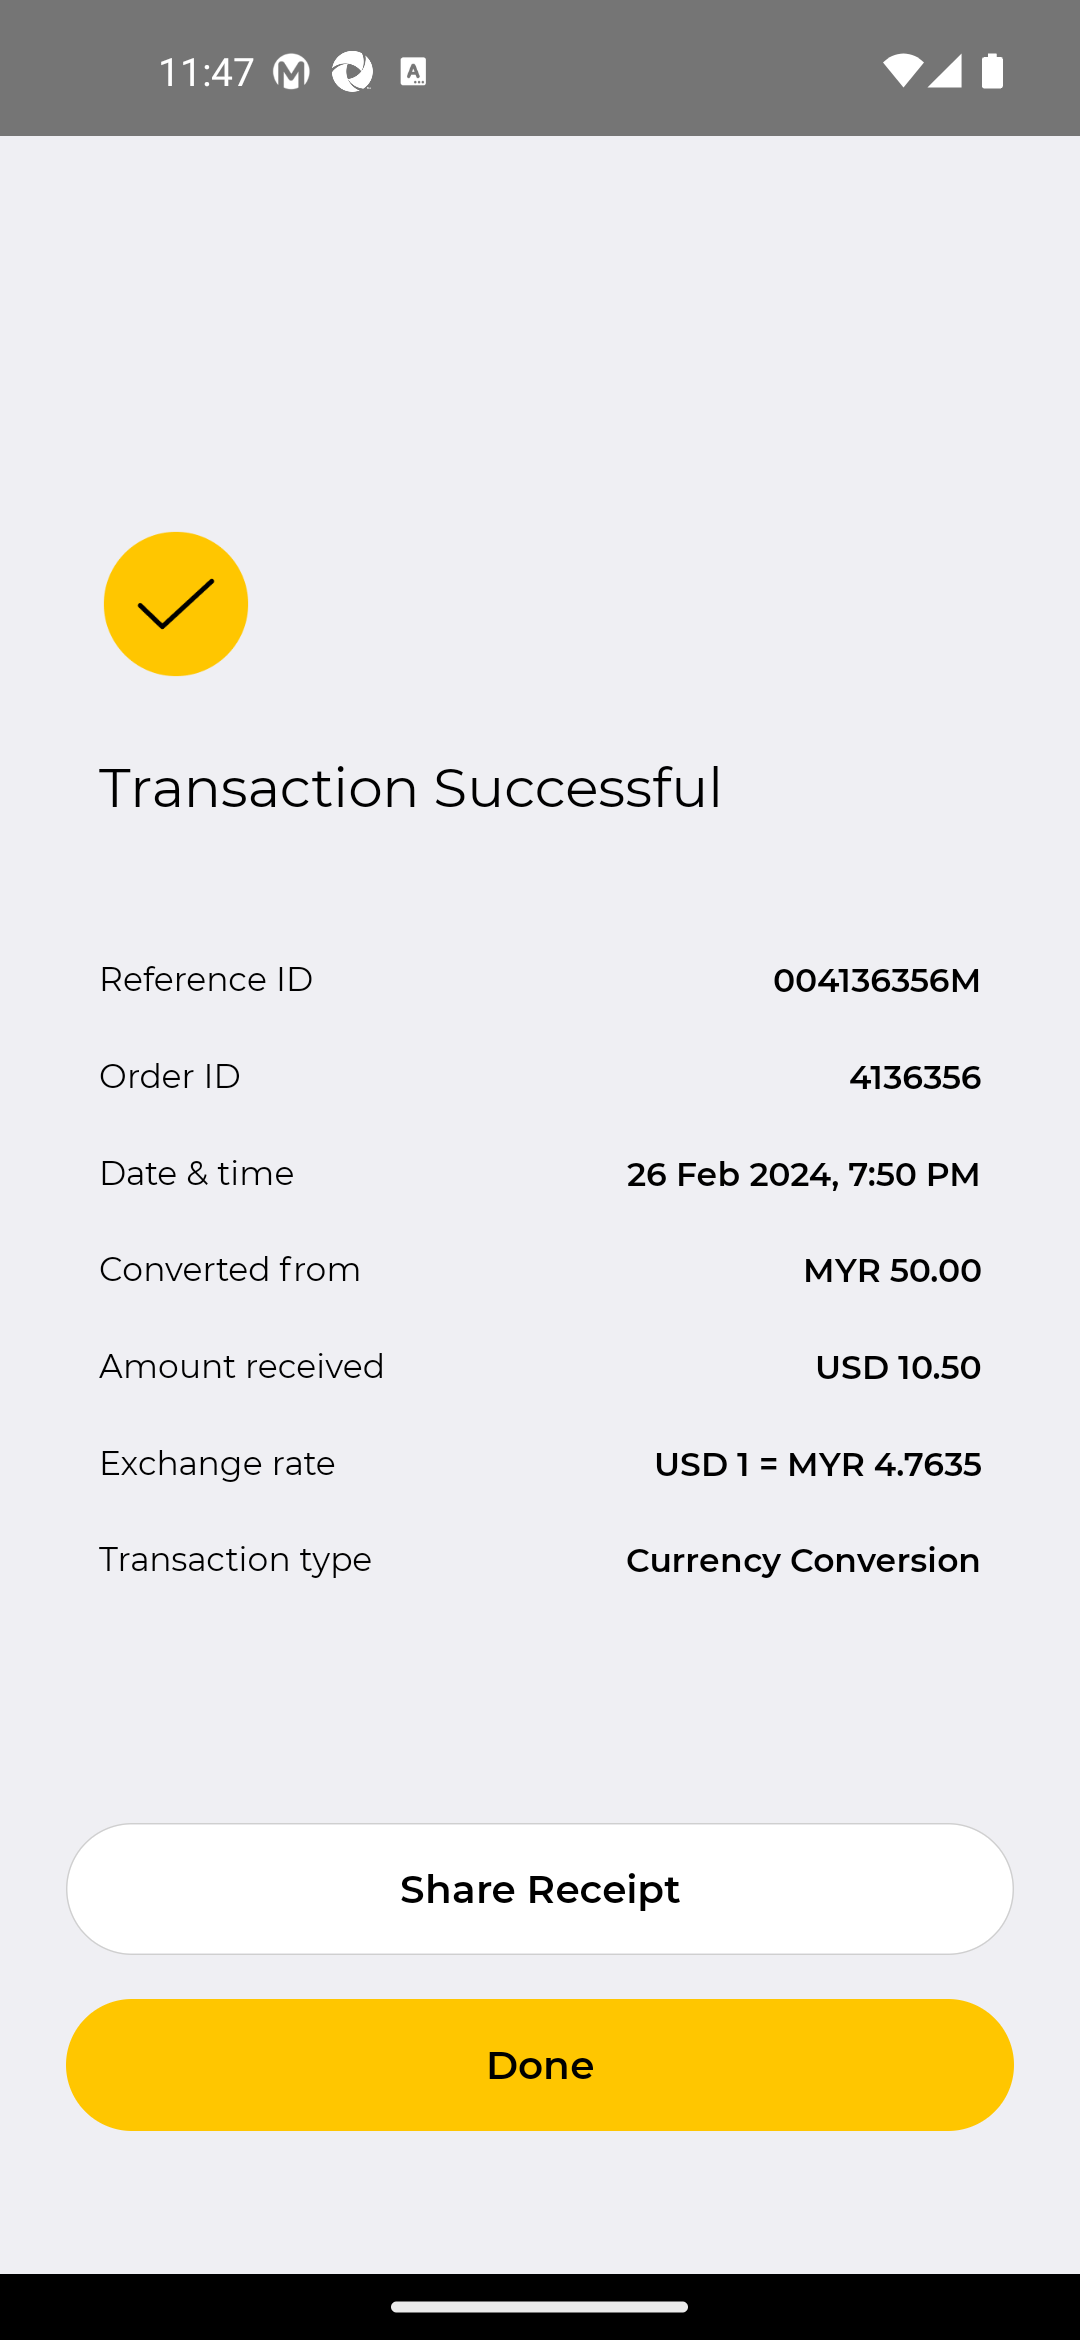 11:47
Transaction Successful
Reference ID 004136356M
Order ID 4136356
Date & time 26 Feb 2024, 7:50 PM
Converted from MYR 50.00
Amount received USD 10.50
Exchange rate USD 1 = MYR 4.7635
Transaction type Currency Conversion
Share Receipt
Done